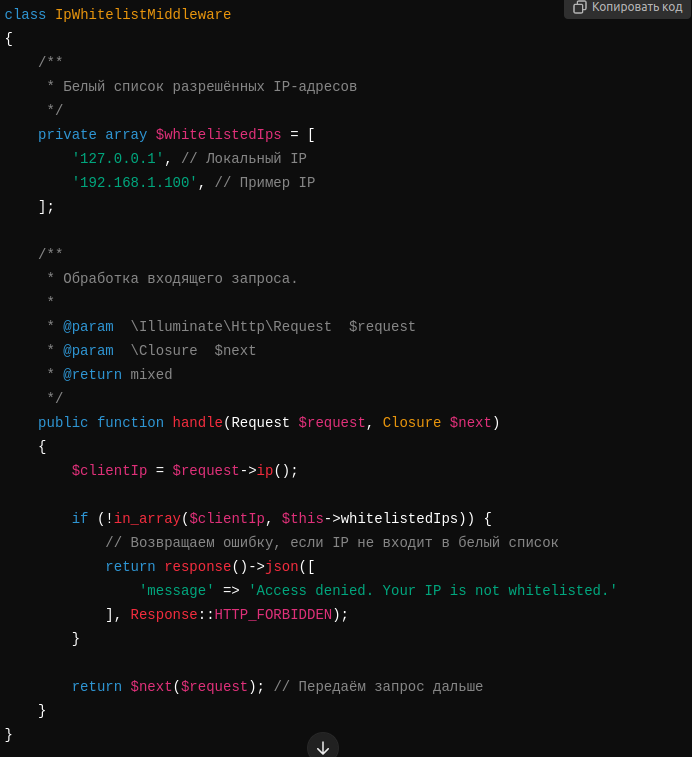 Копировать код
class IpWhitelistMiddleware
{
    /**
     * Белый список разрешённых IP-адресов
     */
    private array $whitelistedIps = [
        '127.0.0.1', // Локальный IP
        '192.168.1.100', // Пример IP
    ];

    /**
     * Обработка входящего запроса.
     *
     * @param  \Illuminate\Http\Request  $request
     * @param  \Closure  $next
     * @return mixed
     */
    public function handle(Request $request, Closure $next)
    {
        $clientIp = $request->ip();

        if (!in_array($clientIp, $this->whitelistedIps)) {
            // Возвращаем ошибку, если IP не входит в белый список
            return response()->json([
                'message' => 'Access denied. Your IP is not whitelisted.'
            ], Response::HTTP_FORBIDDEN);
        }

        return $next($request); // Передаём запрос дальше
    }
}